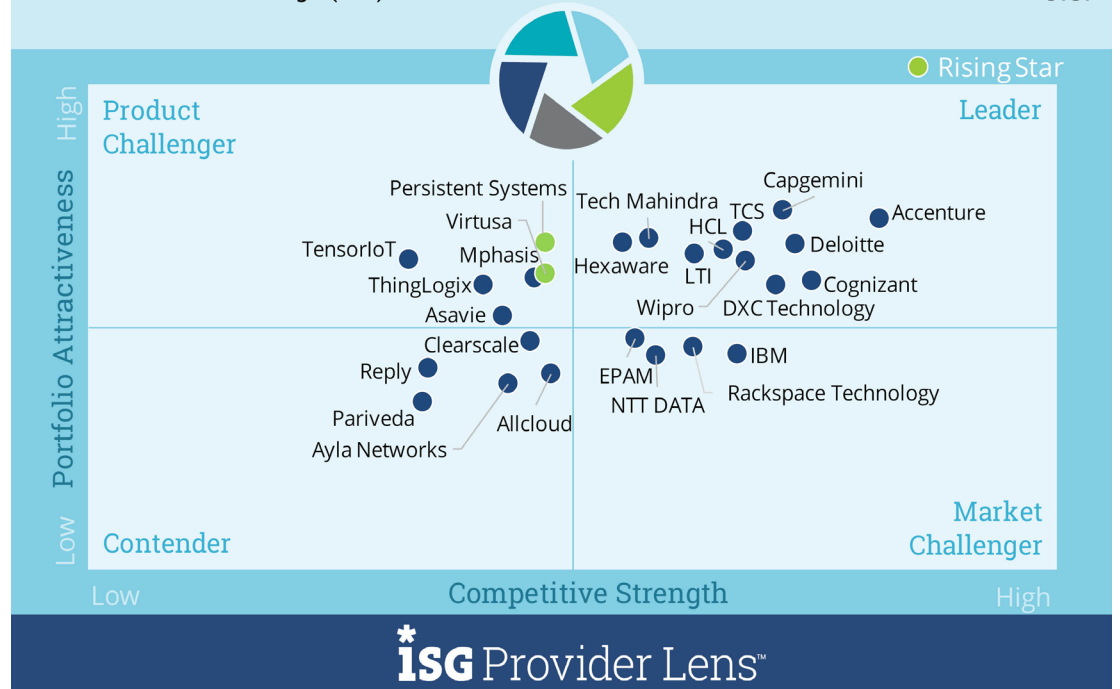 Rising Star
High
Product
Challenger
Leader
Capgemini
Persistent Systems
Tech Mahindra
TCS
Accenture
Virtusa
HCL
TensorIoT
Mphasis
Deloitte
Hexaware
LTI
ThingLogix
Cognizant
Wipro
DXC Technology
Asavie
Portfolio Attractiveness
Clearscale
IBM
Reply
EPAM
Rackspace Technology
NTT DATA
Pariveda
Allcloud
Ayla Networks
Low
Contender
Market
Challenger
Low
Competitive Strength
High
*iSG Provider Lens™